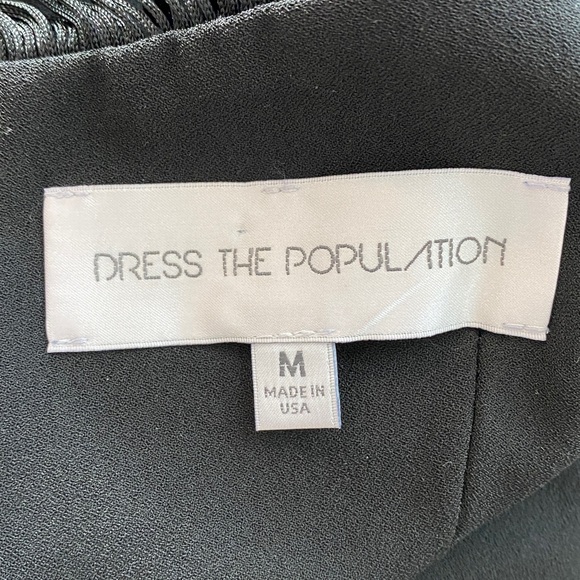 DRESS THE POPULATION
M
MADE IN
USA